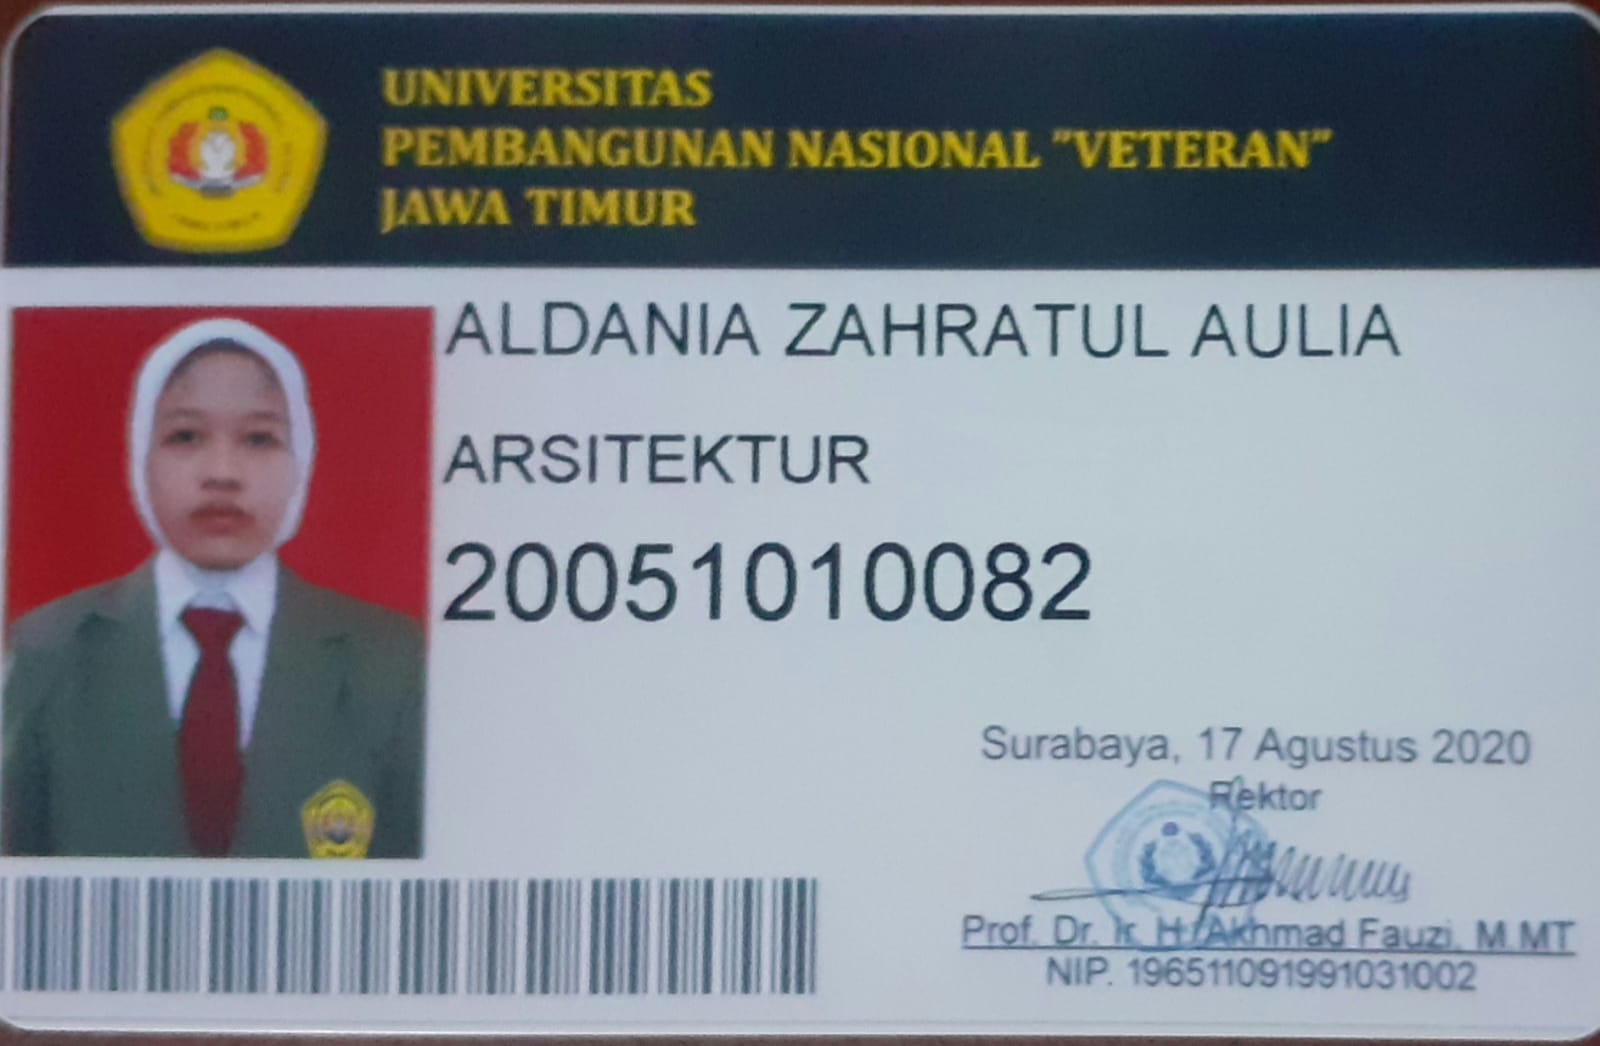 UNIVERSITAS
PEMBANGUNAN NASIONAL "VETERAN"
JAWA TIMUR
ALDANIA ZAHRATUL AULIA
ARSITEKTUR
20051010082
Surabaya, 17 Agustus 2020
Rektor
Prof. Dr. Ir. H. Akhmad Fauzi, M.MT
NIP. 196511091991031002